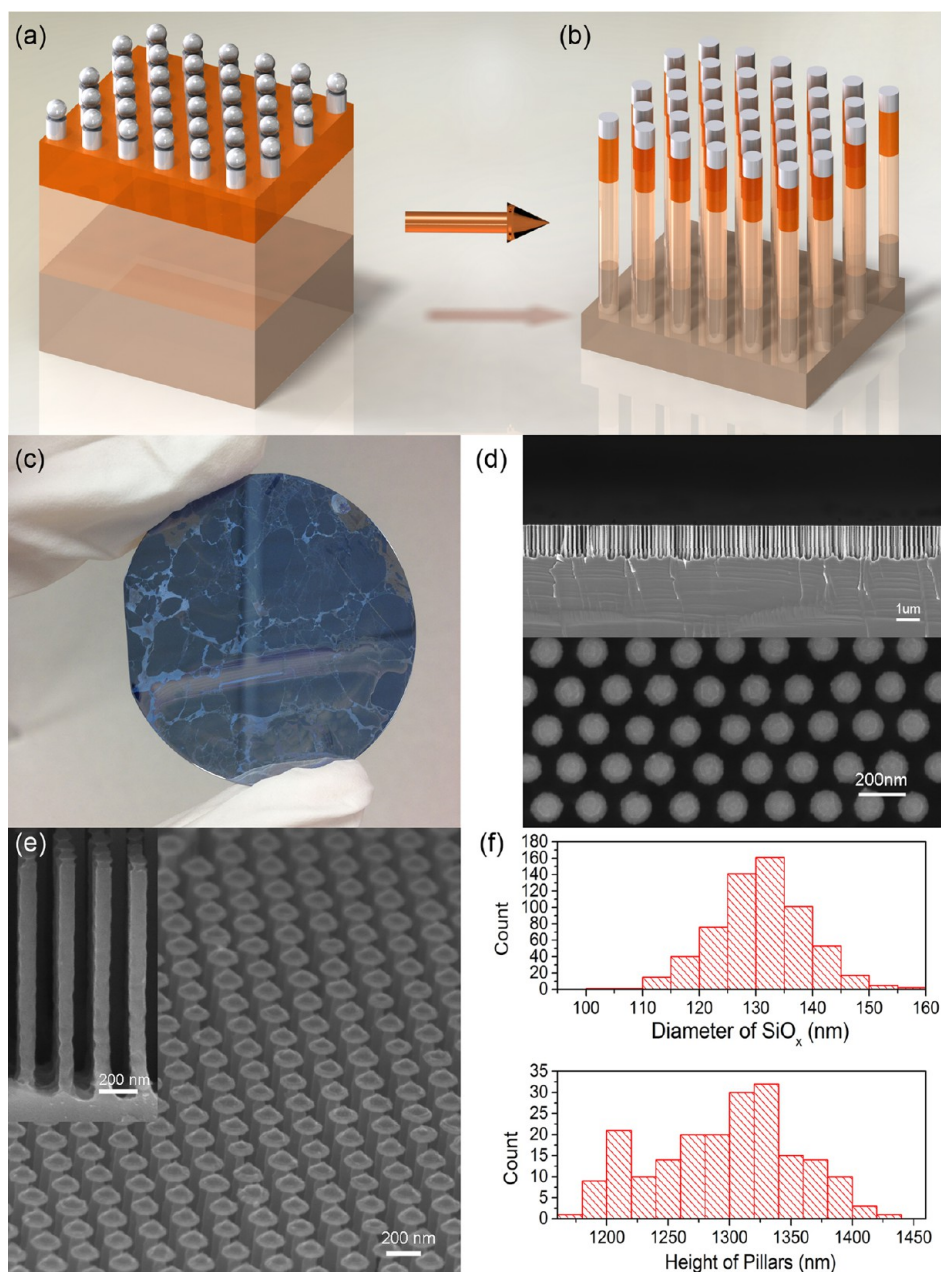 (a)
(b)
(c)
(d)
1um
200nm
(e)
200 nm
200 nm
(f)
180
160
140
120
100
80
60
40
20
0
Count
100 110 120 130 140 150 160
Diameter of SiOx (nm)
35
30
25
20
15
10
5
0
Count
1200 1250 1300 1350 1400 1450
Height of Pillars (nm)